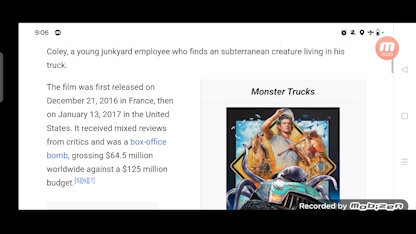 9:06
Coley, a young junkyard employee who finds an subterranean creature living in his
truck.
The film was first released on
December 21, 2016 in France, then
on January 13, 2017 in the United
States. It received mixed reviews
from critics and was a box-office
bomb, grossing $64.5 million
worldwide against a $125 million
budget.[5][6][7]
Monster Trucks
Recorded by Mobizen